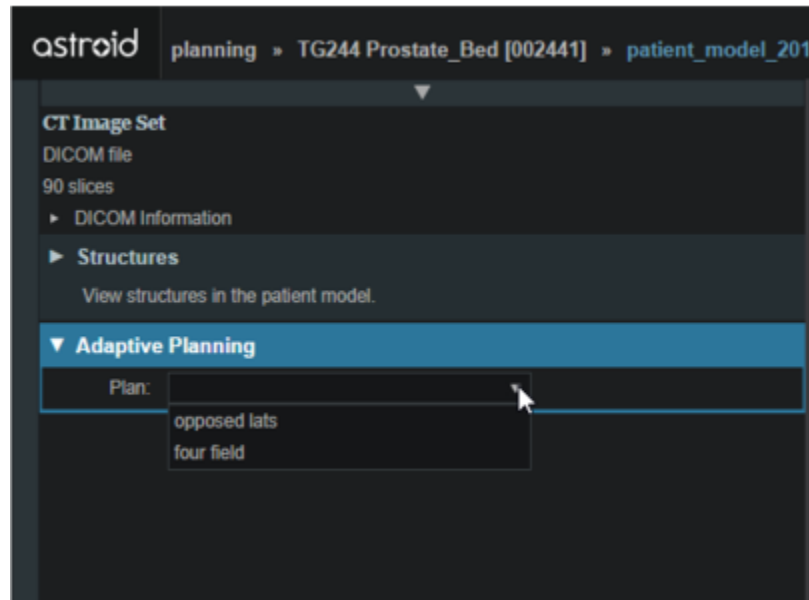 astroid
planning » TG244 Prostate_Bed [002441] » patient_model_201
CT Image Set
DICOM file
90 slices
DICOM Information
Structures
View structures in the patient model.
Adaptive Planning
Plan:
opposed lats
four field